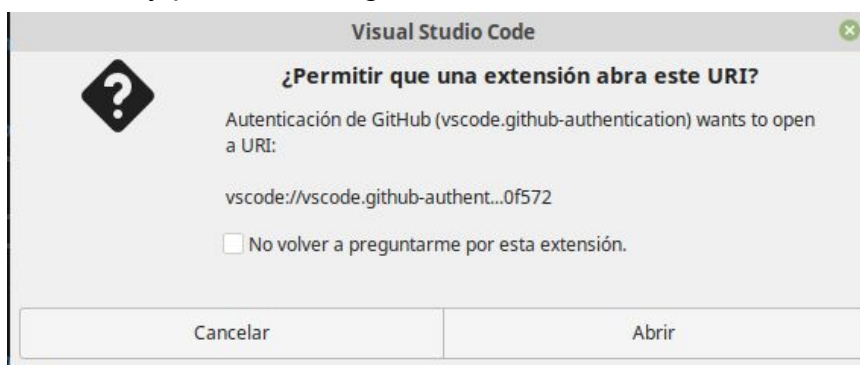 Visual Studio Code
¿Permitir que una extensión abra este URI?
Autenticación de GitHub (vscode.github-authentication) wants to open
a URI:
vscode://vscode.github-authent...0f572
No volver a preguntarme por esta extensión.
Cancelar
Abrir